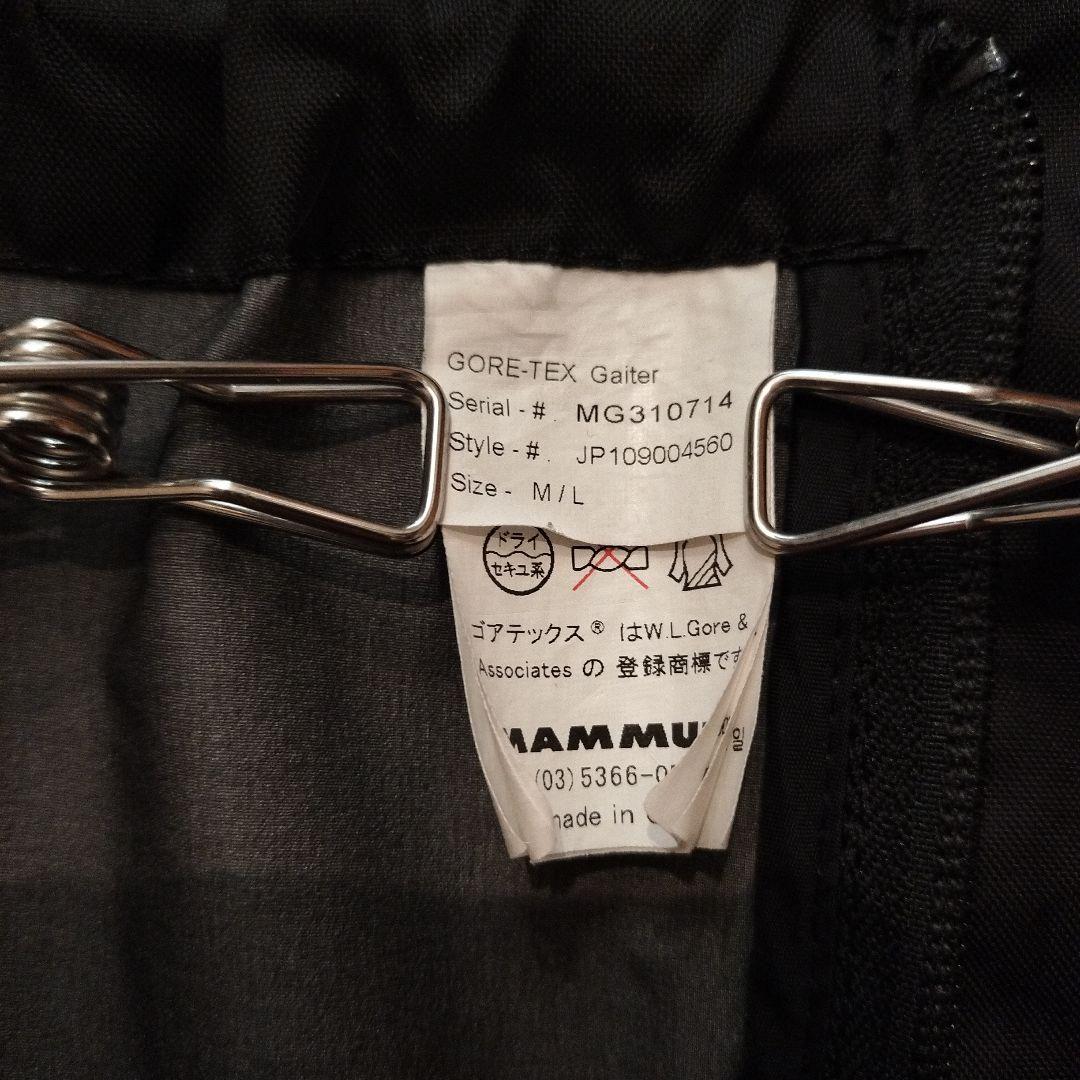 GORE-TEX Gaiter
Serial-#. MG310714
Style-#. JP109004560
Size- M/L
ドライ
セキユ系
ゴアテックス® はW.L.Gore &
Associates の 登録商標です
MAMMU
(03)5366-0
made in